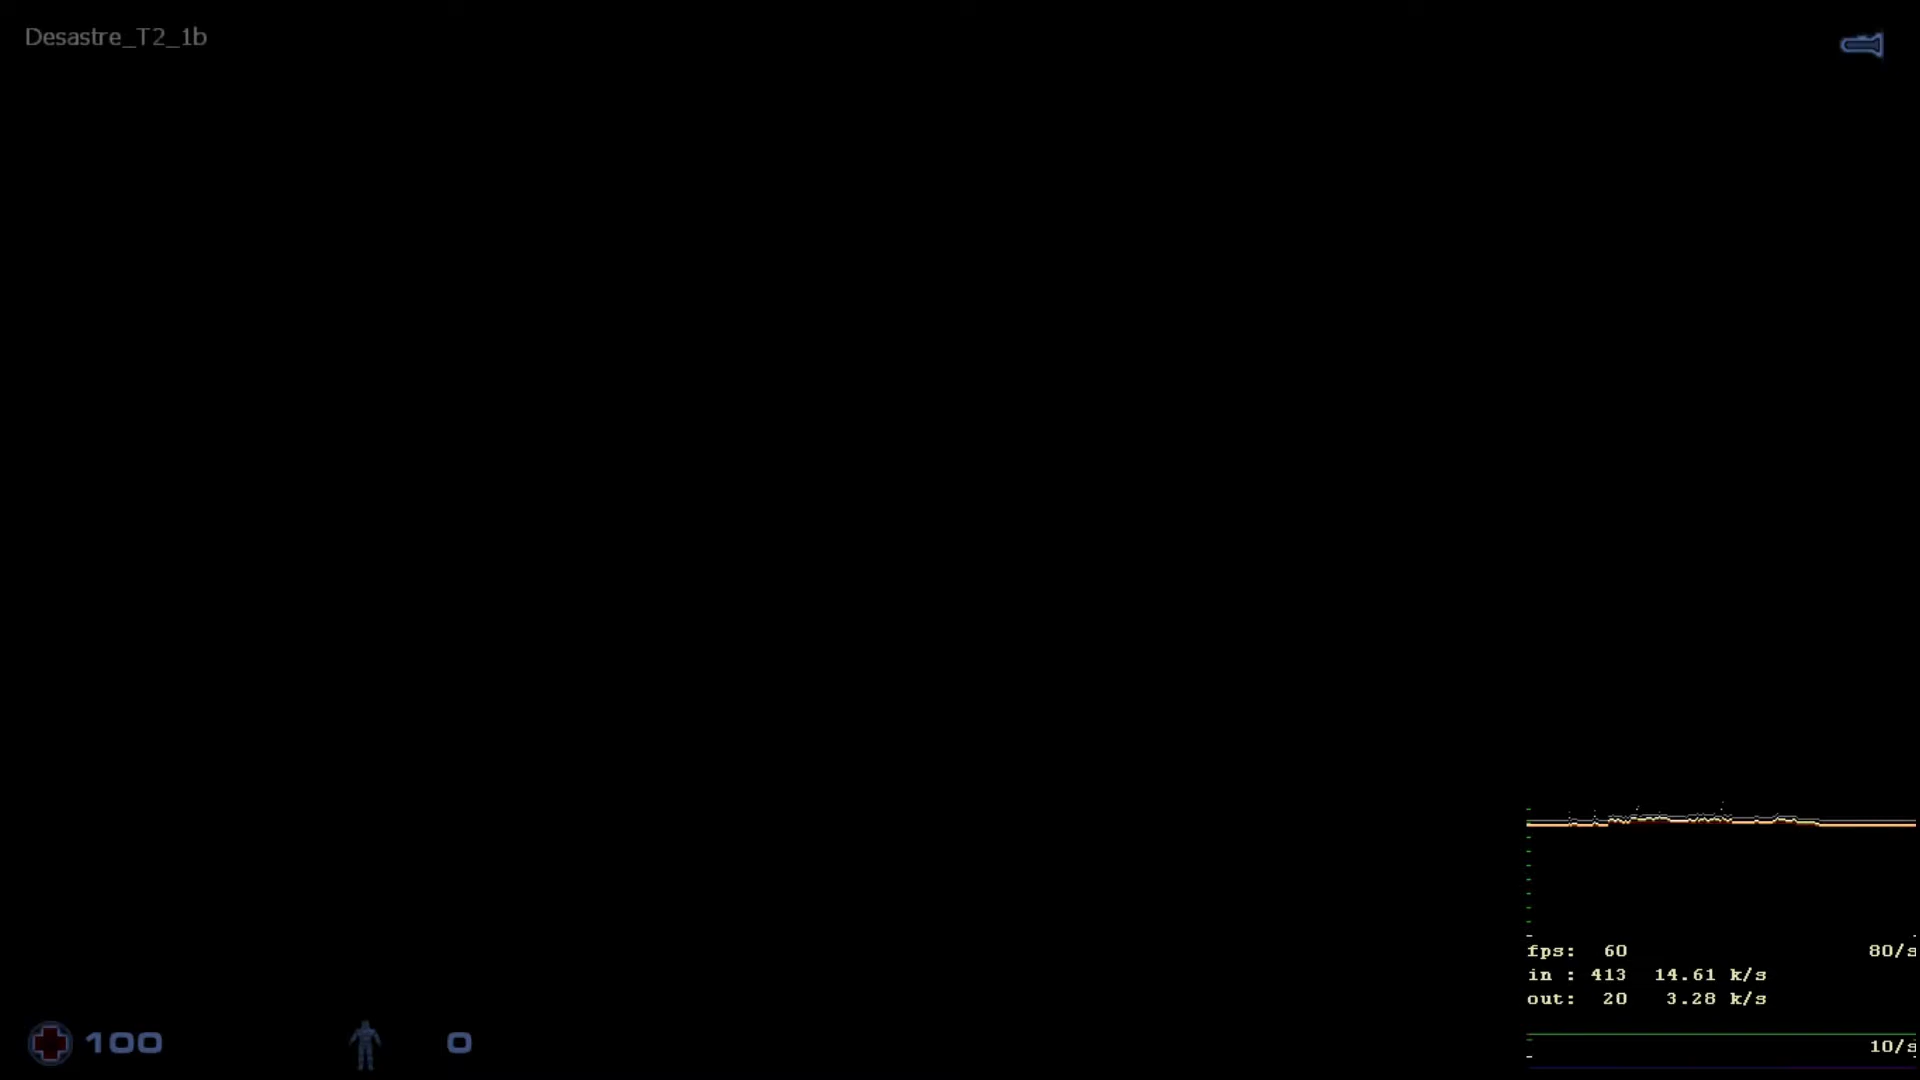 Desastre_T2_1b
fps: 60 80/s
in : 413 14.61 k/s
out: 20 3.28 k/s
10/s
100 0